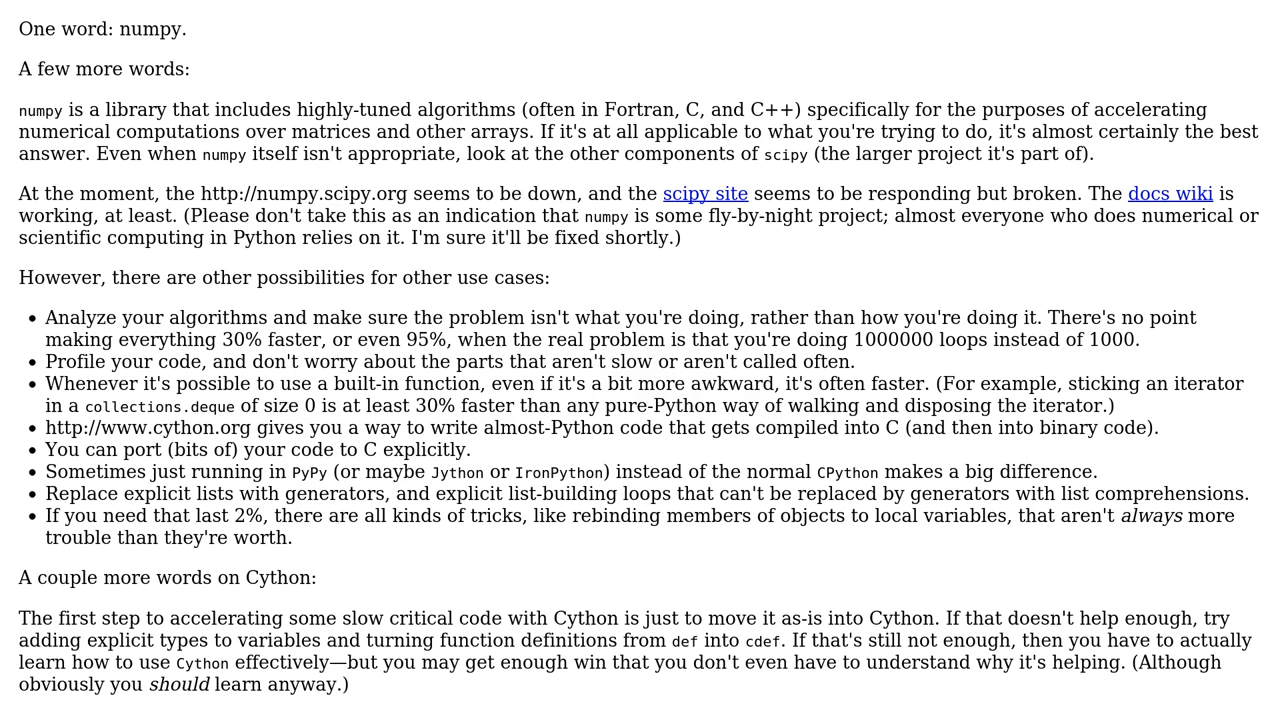 One word: numpy.
A few more words:
numpy is a library that includes highly-tuned algorithms (often in Fortran, C, and C++) specifically for the purposes of accelerating
numerical computations over matrices and other arrays. If it's at all applicable to what you're trying to do, it's almost certainly the best
answer. Even when numpy itself isn't appropriate, look at the other components of scipy (the larger project it's part of).
At the moment, the http://numpy.scipy.org seems to be down, and the scipy site seems to be responding but broken. The docs wiki is
working, at least. (Please don't take this as an indication that numpy is some fly-by-night project; almost everyone who does numerical or
scientific computing in Python relies on it. I'm sure it'll be fixed shortly.)
However, there are other possibilities for other use cases:
• Analyze your algorithms and make sure the problem isn't what you're doing, rather than how you're doing it. There's no point
making everything 30% faster, or even 95%, when the real problem is that you're doing 1000000 loops instead of 1000.
• Profile your code, and don't worry about the parts that aren't slow or aren't called often.
• Whenever it's possible to use a built-in function, even if it's a bit more awkward, it's often faster. (For example, sticking an iterator
in a collections.deque of size 0 is at least 30% faster than any pure-Python way of walking and disposing the iterator.)
• http://www.cython.org gives you a way to write almost-Python code that gets compiled into C (and then into binary code).
• You can port (bits of) your code to C explicitly.
• Sometimes just running in PyPy (or maybe Jython or IronPython) instead of the normal CPython makes a big difference.
• Replace explicit lists with generators, and explicit list-building loops that can't be replaced by generators with list comprehensions.
• If you need that last 2%, there are all kinds of tricks, like rebinding members of objects to local variables, that aren't always more
trouble than they're worth.
A couple more words on Cython:
The first step to accelerating some slow critical code with Cython is just to move it as-is into Cython. If that doesn't help enough, try
adding explicit types to variables and turning function definitions from def into cdef. If that's still not enough, then you have to actually
learn how to use Cython effectively—but you may get enough win that you don't even have to understand why it's helping. (Although
obviously you should learn anyway.)